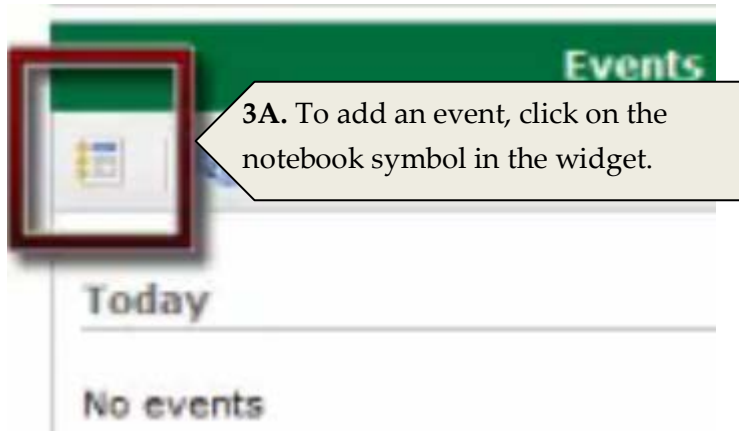 Events
3A. To add an event, click on the
notebook symbol in the widget.
Today
No events